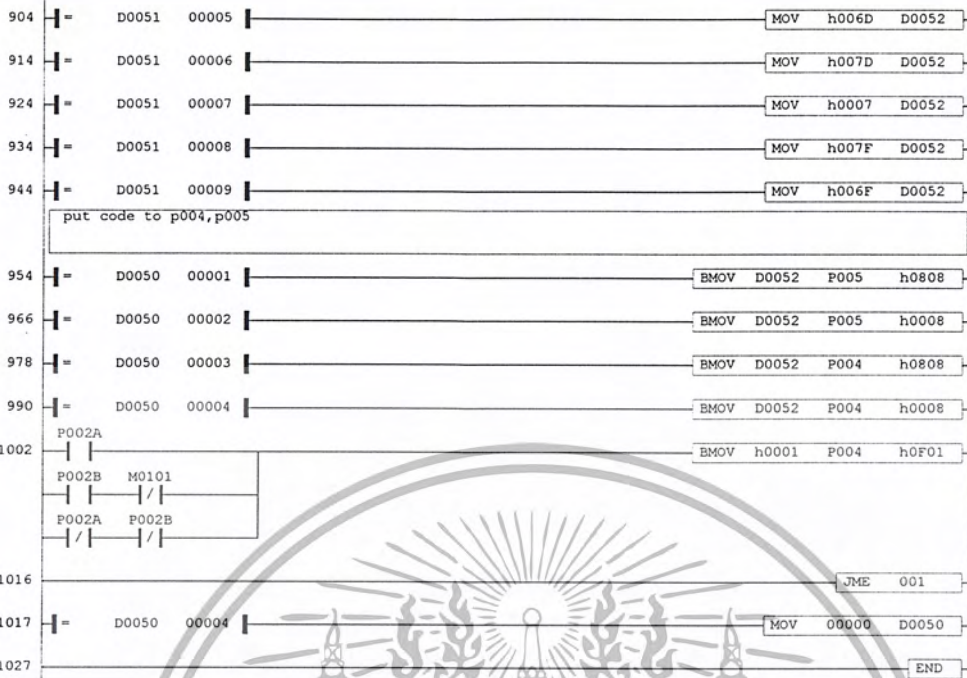 904 = D0051 00005 MOV h006D D0052
914 = D0051 00006 MOV h007D D0052
924 = D0051 00007 MOV h0007 D0052
934 = D0051 00008 MOV h007F D0052
944 = D0051 00009 MOV h006F D0052
put code to p004,p005
954 = D0050 00001 BMOV D0052 P005 h0808
966 = D0050 00002 BMOV D0052 P005 h0008
978 = D0050 00003 BMOV D0052 P004 h0808
990 = D0050 00004 BMOV D0052 P004 h0008
P002A
1002 BMOV h0001 P004 h0F01
P002B M0101
P002A P002B
1016 JME 001
1017 = D0050 00004 MOV 00000 D0050
1027 END